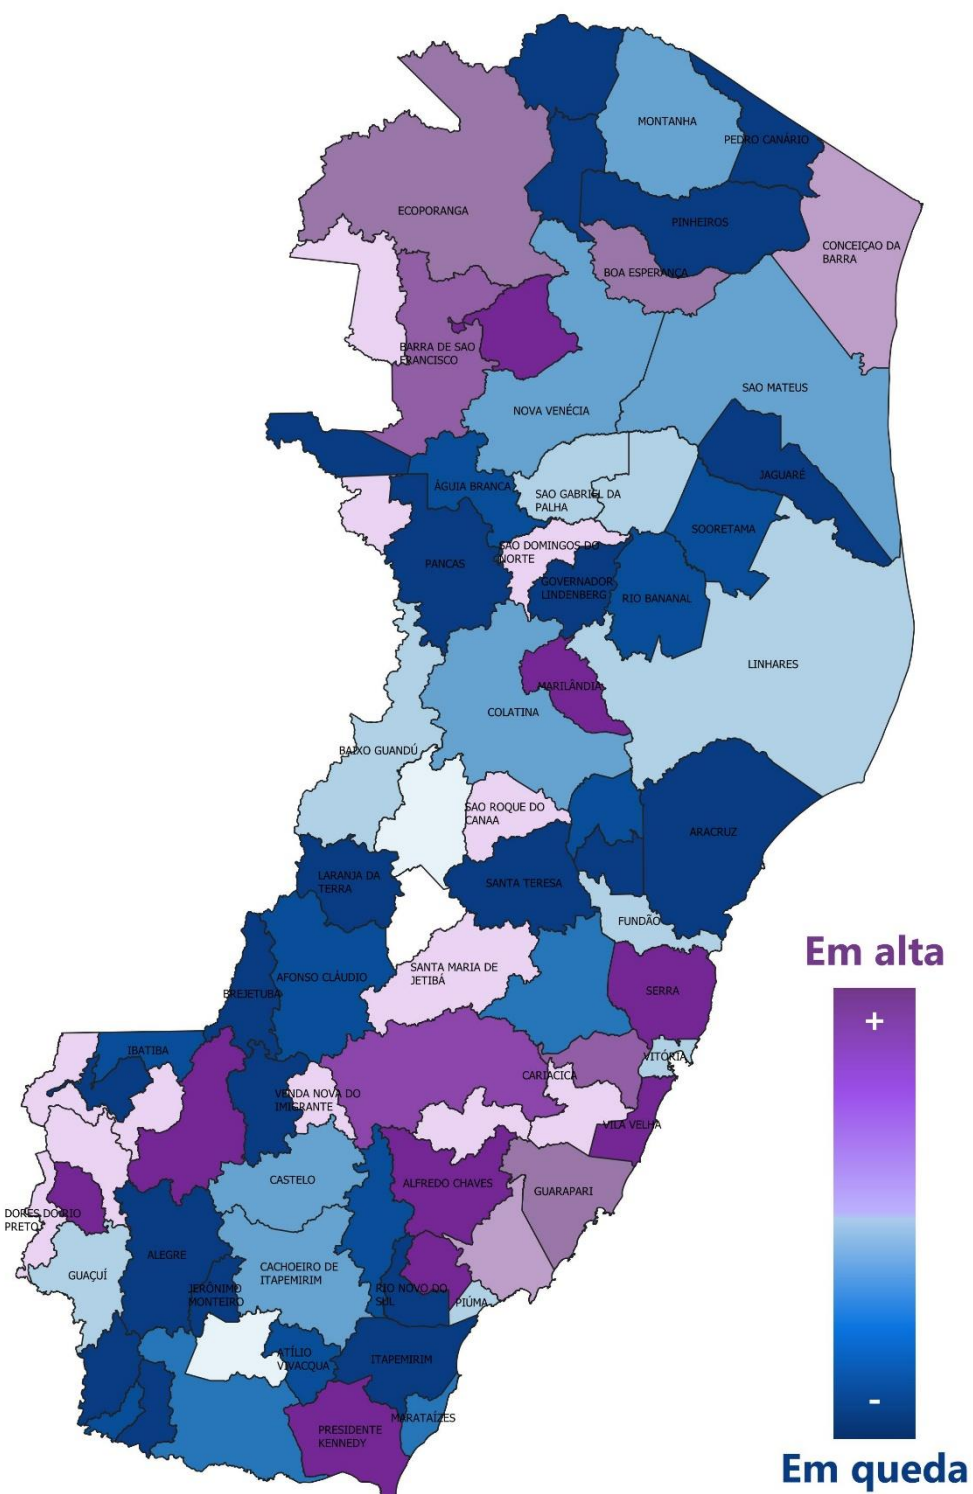 MONTANHA
PEDRO CANÁRIO
ECOPORANGA
PINHEIROS
CONCEIÇAO DA
BARRA
BOA ESPERANÇA
BARRA DE SAO
FRANCISCO
SAO MATEUS
NOVA VENÉCIA
JAGUARÉ
ÁGUIA BRANCA
SAO GABRIEL DA
PALHA
SOORETAMA
SAO DOMINGOS DO
NORTE
PANCAS
GOVERNADOR
LINDENBERG
RIO BANANAL
LINHARES
MARILÂNDIA
COLATINA
BAIXO GUANDÚ
SAO ROQUE DO
CANAA
ARACRUZ
LARANJA DA
TERRA
SANTA TERESA
FUNDÃO
Em alta
SANTA MARIA DE
JETIBÁ
AFONSO CLÁUDIO
BREJETUBA
SERRA
+
IBATIBA
VITÓRIA
CARIACICA
VENDA NOVA DO
IMIGRANTE
VILA VELHA
CASTELO
ALFREDO CHAVES
GUARAPARI
DORES DO RIO
PRETO
ALEGRE
GUAÇUÍ
CACHOEIRO DE
ITAPEMIRIM
JERÔNIMO
MONTEIRO
RIO NOVO DO
SUL
PIÚMA
ATÍLIO
VIVACQUA
ITAPEMIRIM
-
MARATAÍZES
PRESIDENTE
KENNEDY
Em queda